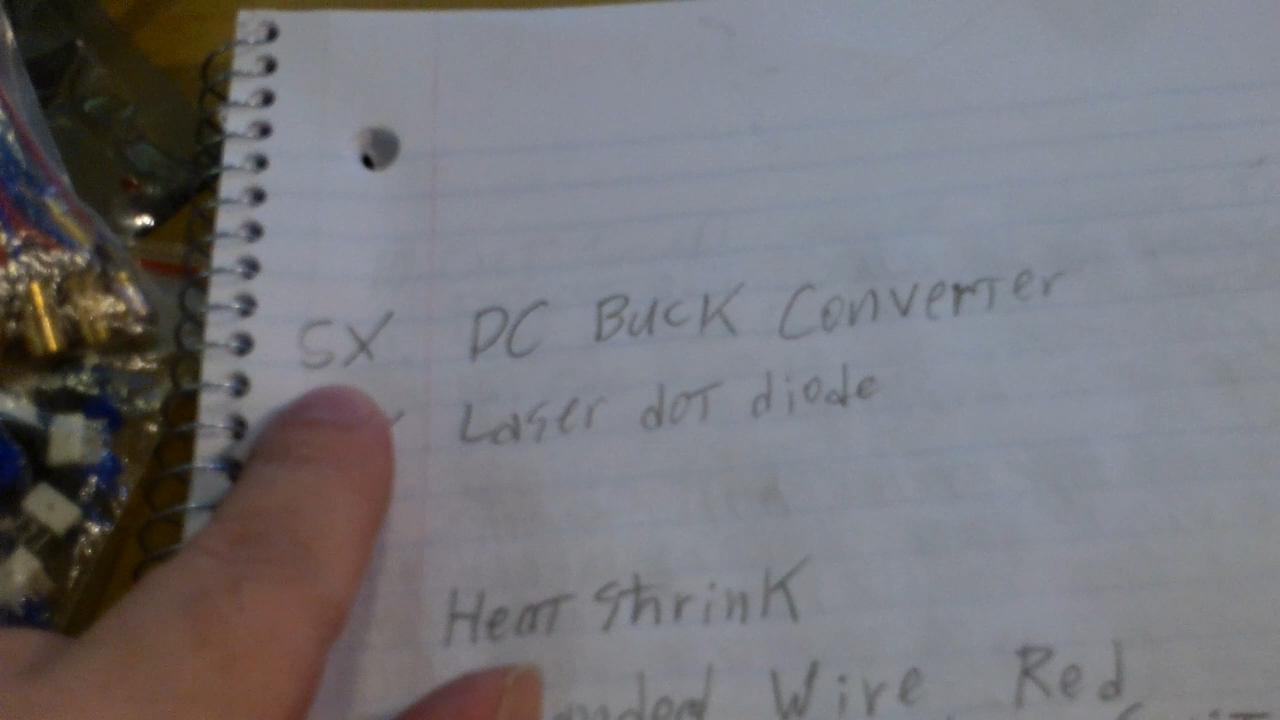 5X DC Buck Converter
Laser dot diode
Heat Shrink
Wire Red